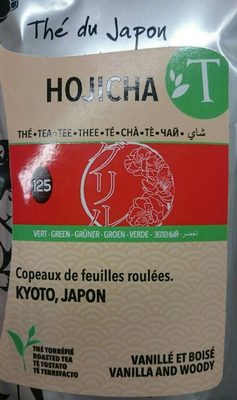 Thé du Japon
HOJICHA
T
THÉ•TEA•TEE•THEE•TÉ•CHÀ•TÈ•ЧАЙ•شاي
125
VERT-GREEN-GRÜNER-GROEN-VERDE-ЗЕЛЕНЫЙ-أخضر
Copeaux de feuilles roulées.
KYOTO, JAPON
THÉ TORRÉFIÉ
ROASTED TEA
TÈ TOSTATO
TÉ TERREFACTO
VANILLÉ ET BOISÉ
VANILLA AND WOODY